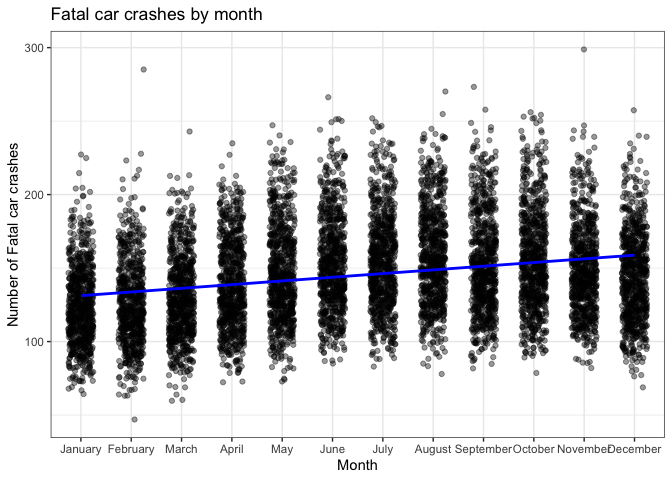 Fatal car crashes by month
300
200
100
Number of Fatal car crashes
January February March April May June July August September October November December
Month